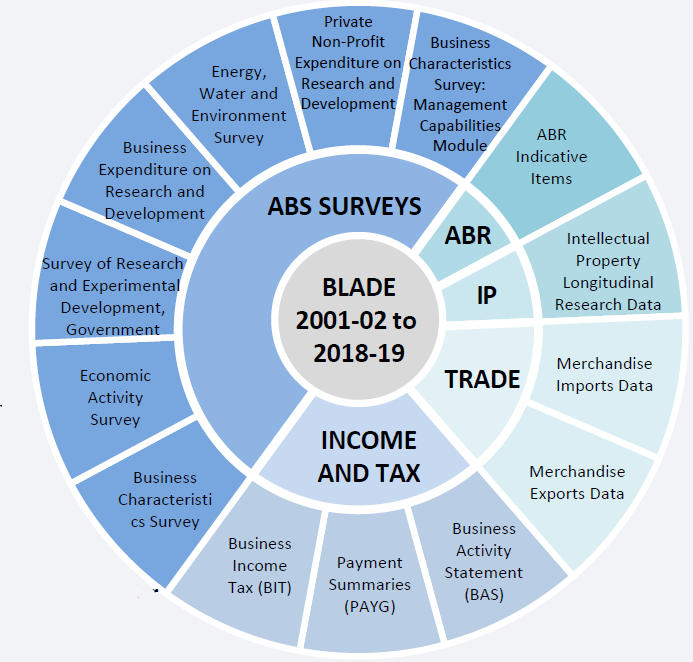 BLADE
2001-02 to
2018-19
ABS SURVEYS
ABR
IP
TRADE
INCOME
AND TAX
Private
Non-Profit
Expenditure on
Research and
Development
Business
Characteristics
Survey:
Management
Capabilities
Module
ABR
Indicative
Items
Intellectual
Property
Longitudinal
Research Data
Merchandise
Imports Data
Merchandise
Exports Data
Business
Activity
Statement
(BAS)
Payment
Summaries
(PAYG)
Business
Income
Tax (BIT)
Business
Characteristi
cs Survey
Economic
Activity
Survey
Survey of Research
and Experimental
Development,
Government
Business
Expenditure on
Research and
Development
Energy,
Water and
Environment
Survey